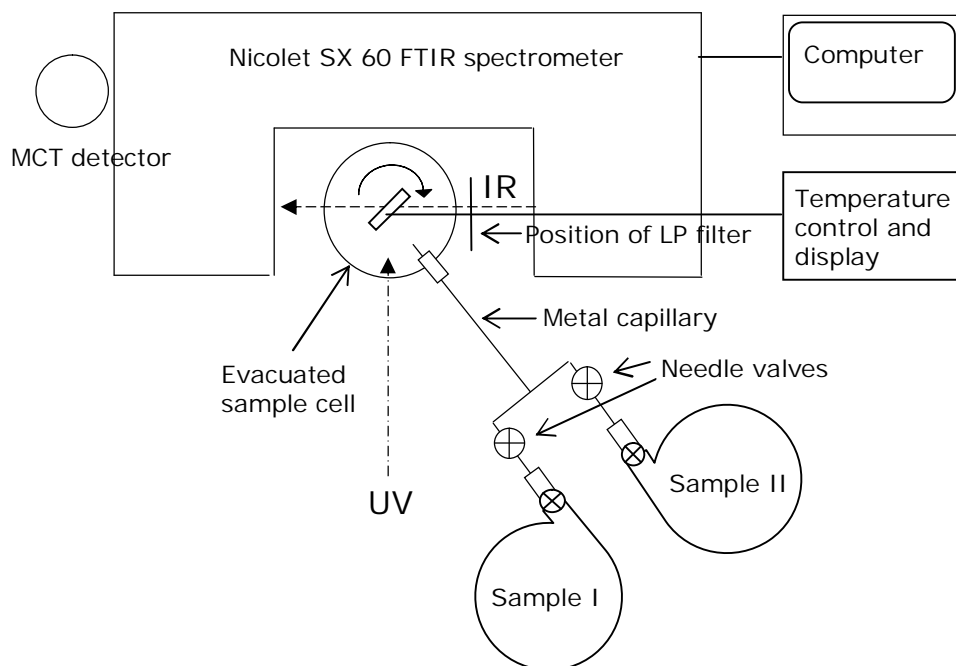 Nicolet SX 60 FTIR spectrometer
Computer
MCT detector
IR
Position of LP filter
Temperature
control and
display
Metal capillary
Evacuated
sample cell
Needle valves
UV
Sample II
Sample I